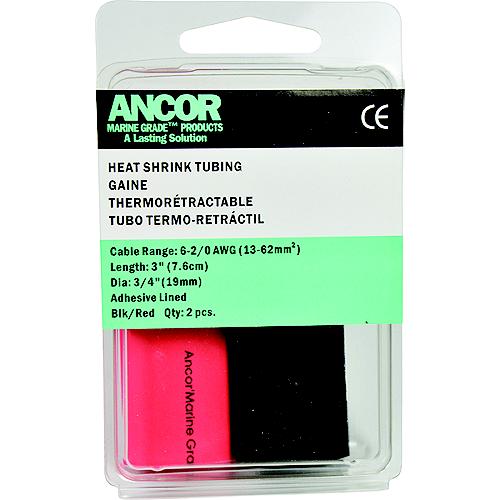 ANCOR
MARINE GRADE™ PRODUCTS
A Lasting Solution
CE
HEAT SHRINK TUBING
GAINE
THERMORÉTRACTABLE
TUBO TERMO-RETRÁCTIL
Cable Range: 6-2/0 AWG (13-62mm²)
Length: 3" (7.6cm)
Dia: 3/4" (19mm)
Adhesive Lined
Blk/Red Qty: 2 pcs.
Ancor'Marine Gra